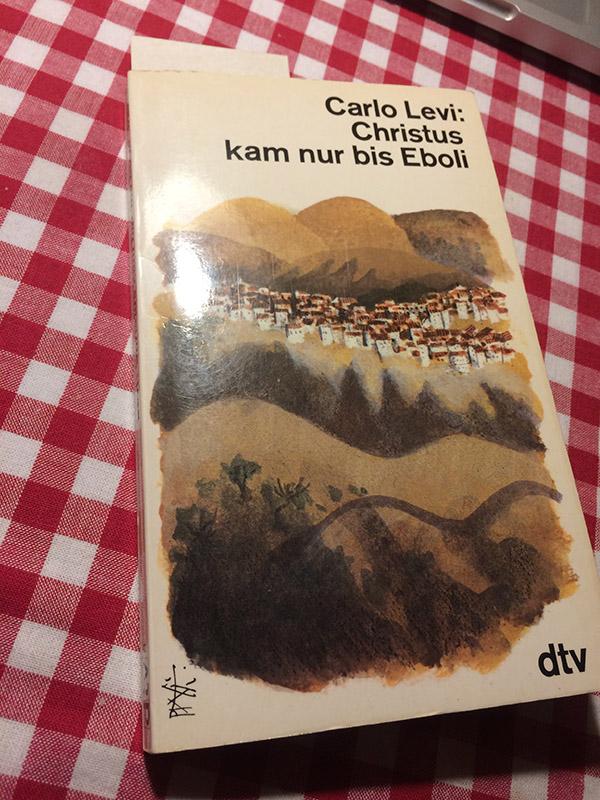 Carlo Levi:
Christus
kam nur bis Eboli
dtv